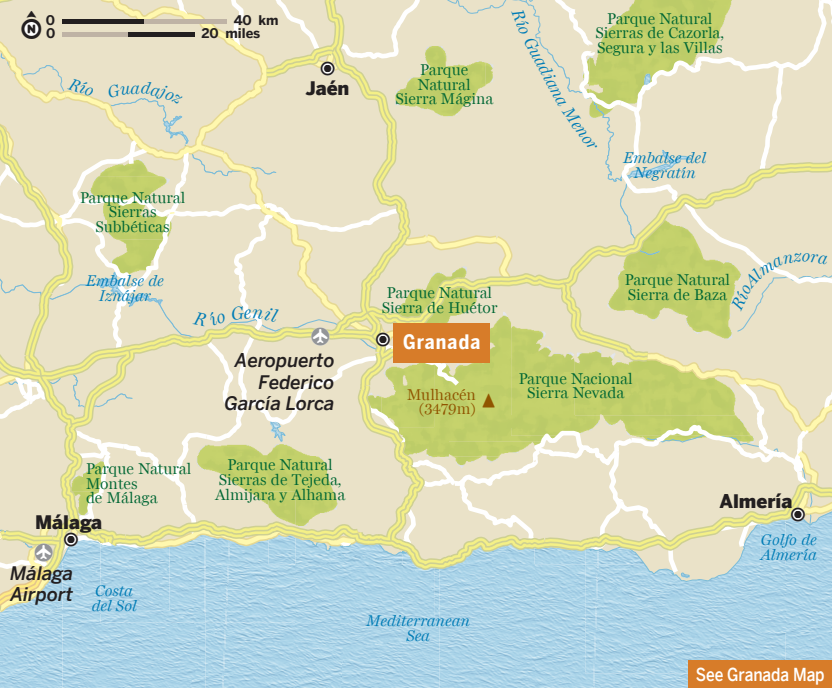 0 40 km
N
0 20 miles
Parque Natural
Sierras de Cazorla,
Segura y las Villas
Río Guadiana Menor
Jaén
Parque
Natural
Sierra Mágina
Río Guadajoz
Embalse del
Negratín
Parque Natural
Sierras
Subbéticas
Embalse de
Iznájar
Río Almanzora
Parque Natural
Sierra de Baza
Parque Natural
Sierra de Huétor
Río Genil
Granada
Aeropuerto
Federico
García Lorca
Parque Nacional
Sierra Nevada
Mulhacén
(3479m)
Parque Natural
Montes
de Málaga
Parque Natural
Sierras de Tejeda,
Almijara y Alhama
Almería
Málaga
Golfo de
Almería
Málaga
Airport
Costa
del Sol
Mediterranean
Sea
See Granada Map